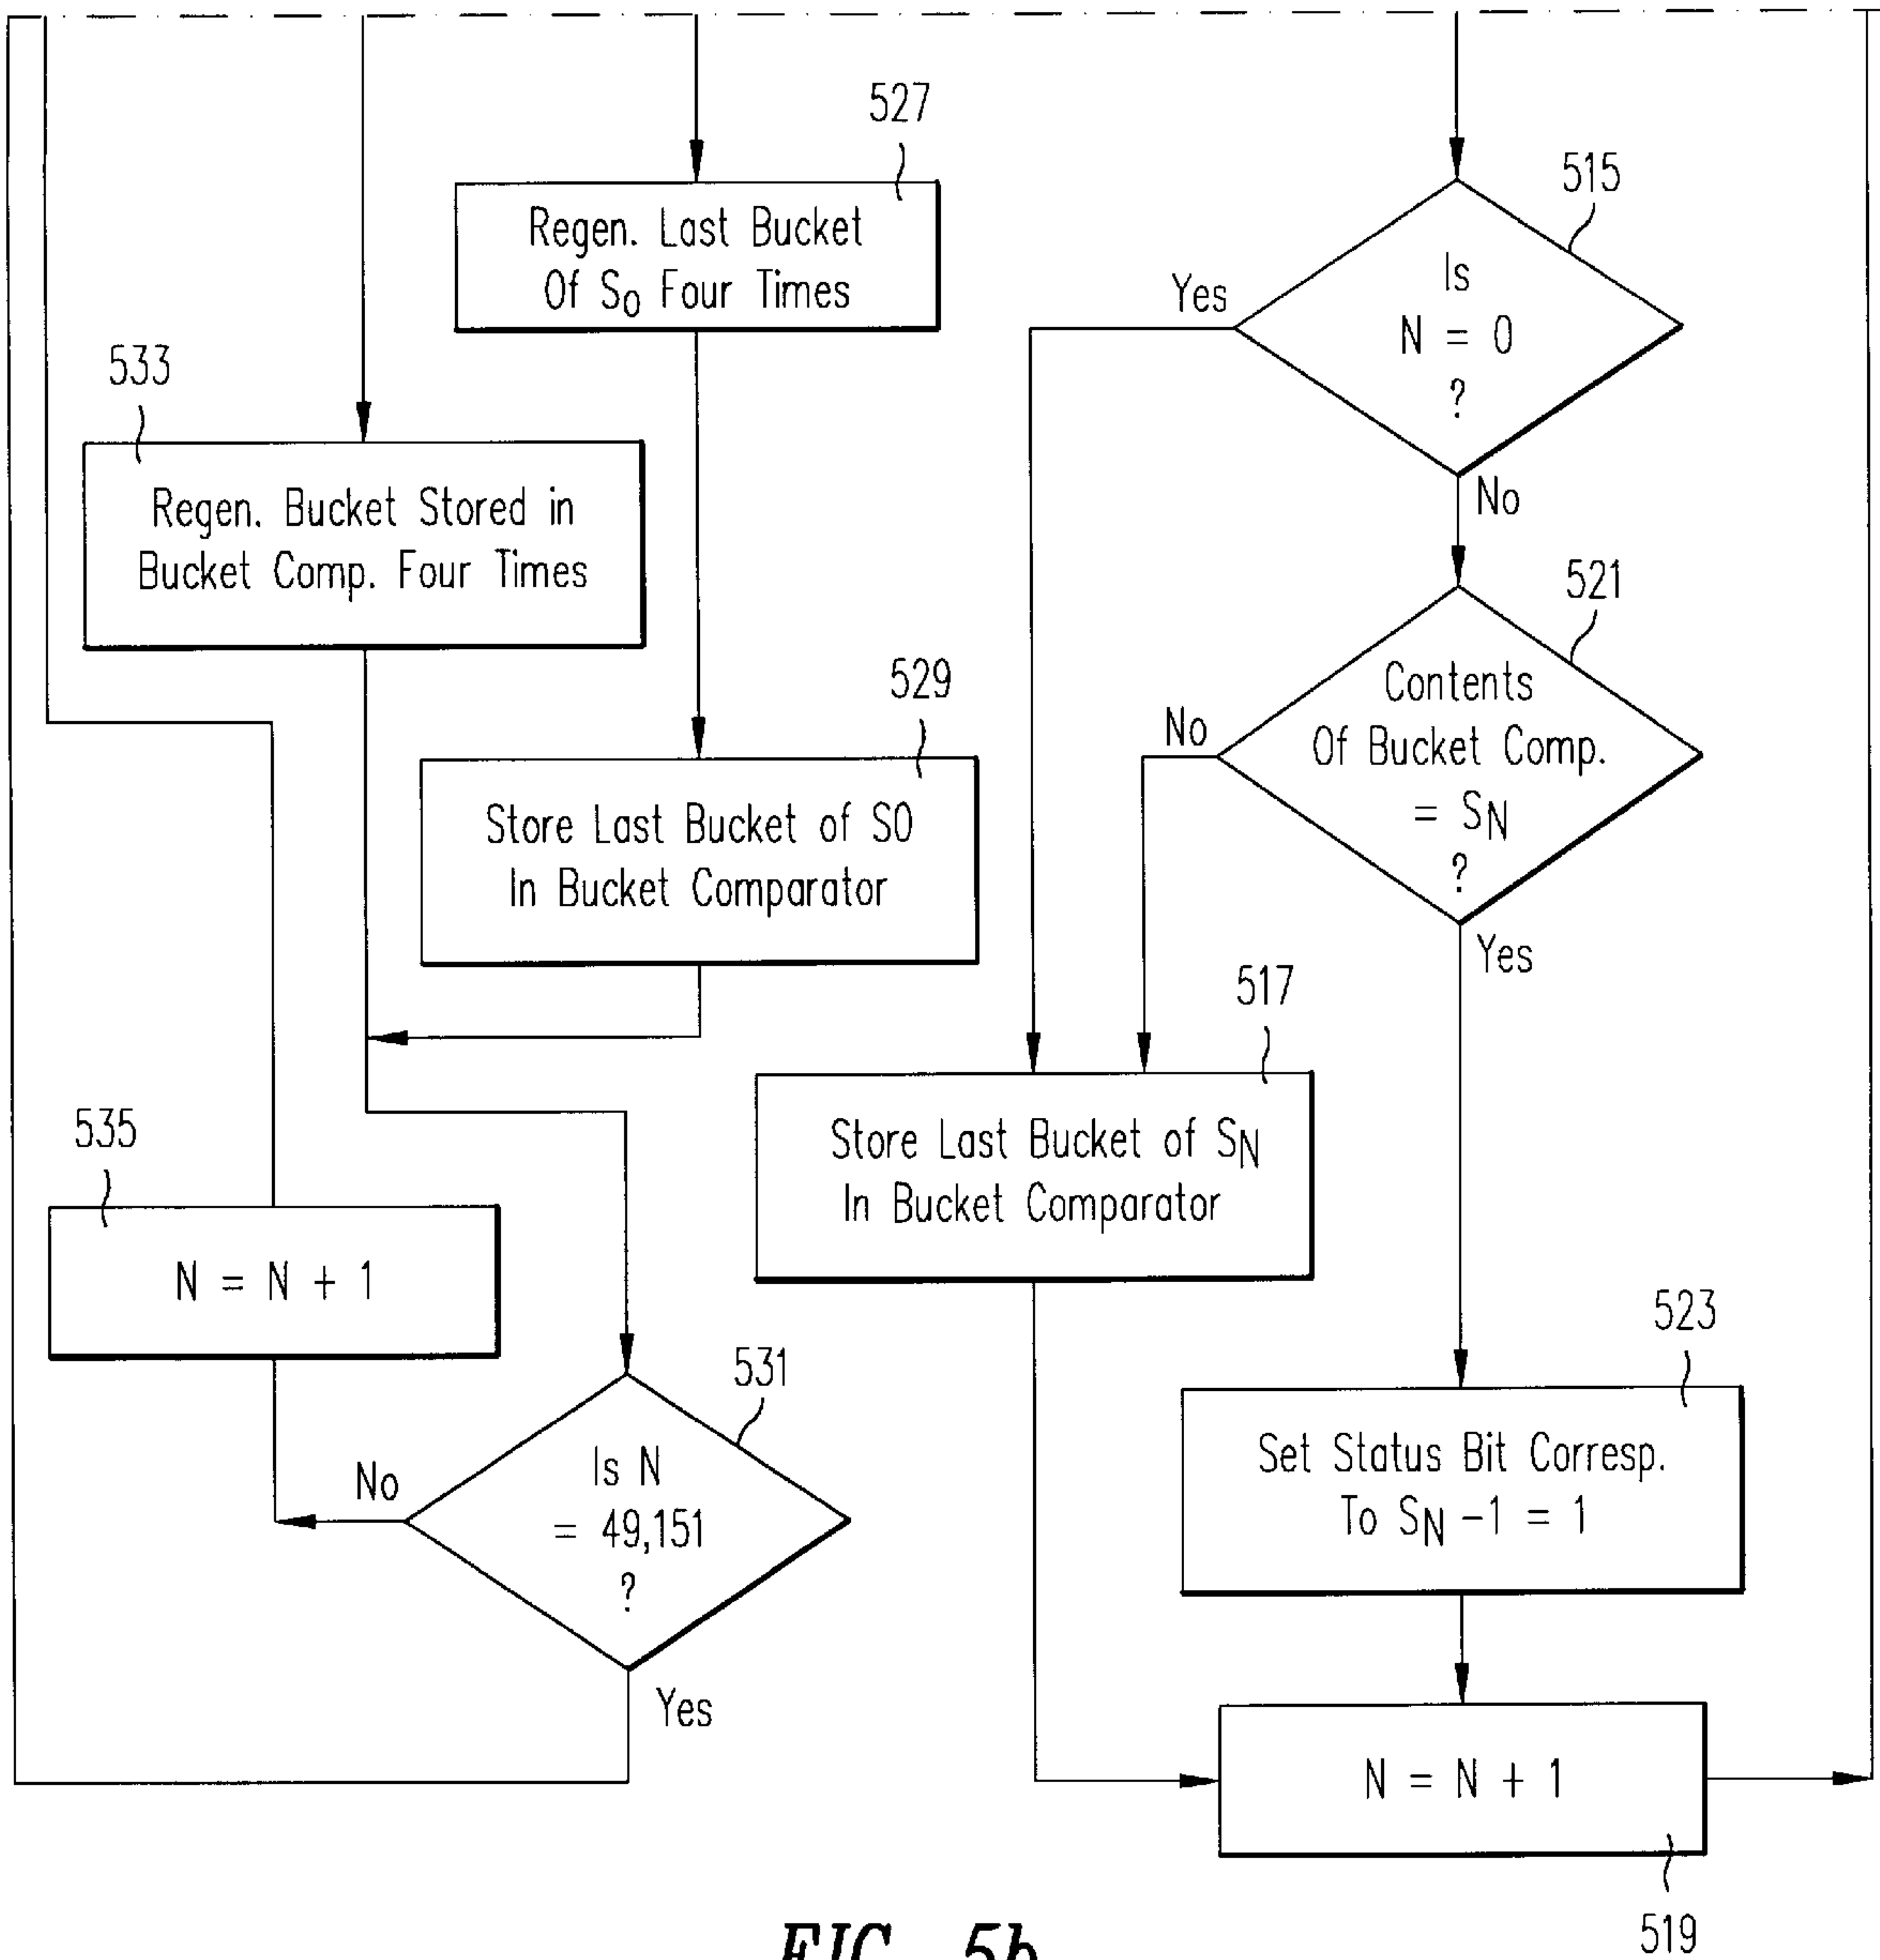 527
Regen. Last Bucket
Of S0 Four Times
515
Is
N = 0
?
Yes
No
533
Regen. Bucket Stored in
Bucket Comp. Four Times
521
Contents
Of Bucket Comp.
= SN
?
No
Yes
529
Store Last Bucket of S0
In Bucket Comparator
517
Store Last Bucket of SN
In Bucket Comparator
535
N = N + 1
531
Is N
= 49,151
?
No
Yes
523
Set Status Bit Corresp.
To SN -1 = 1
N = N + 1
519
FIG. 5b